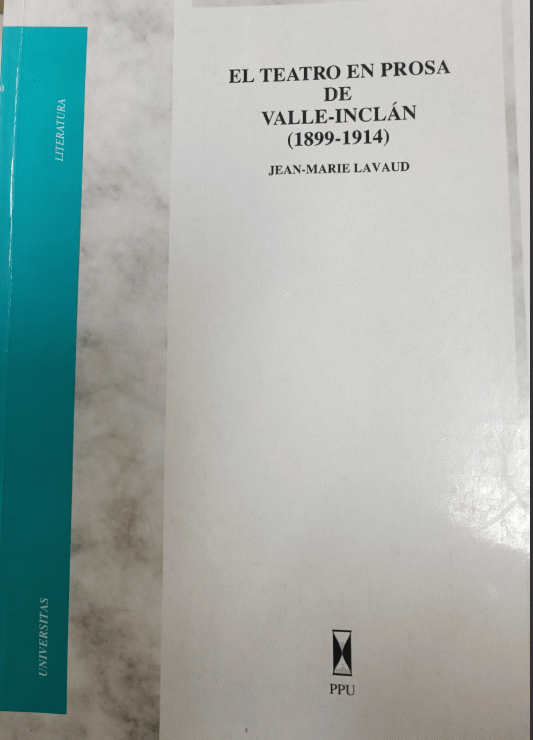 EL TEATRO EN PROSA
DE
VALLE-INCLÁN
(1899-1914)
JEAN-MARIE LAVAUD
LITERATURA
UNIVERSITAS
PPU